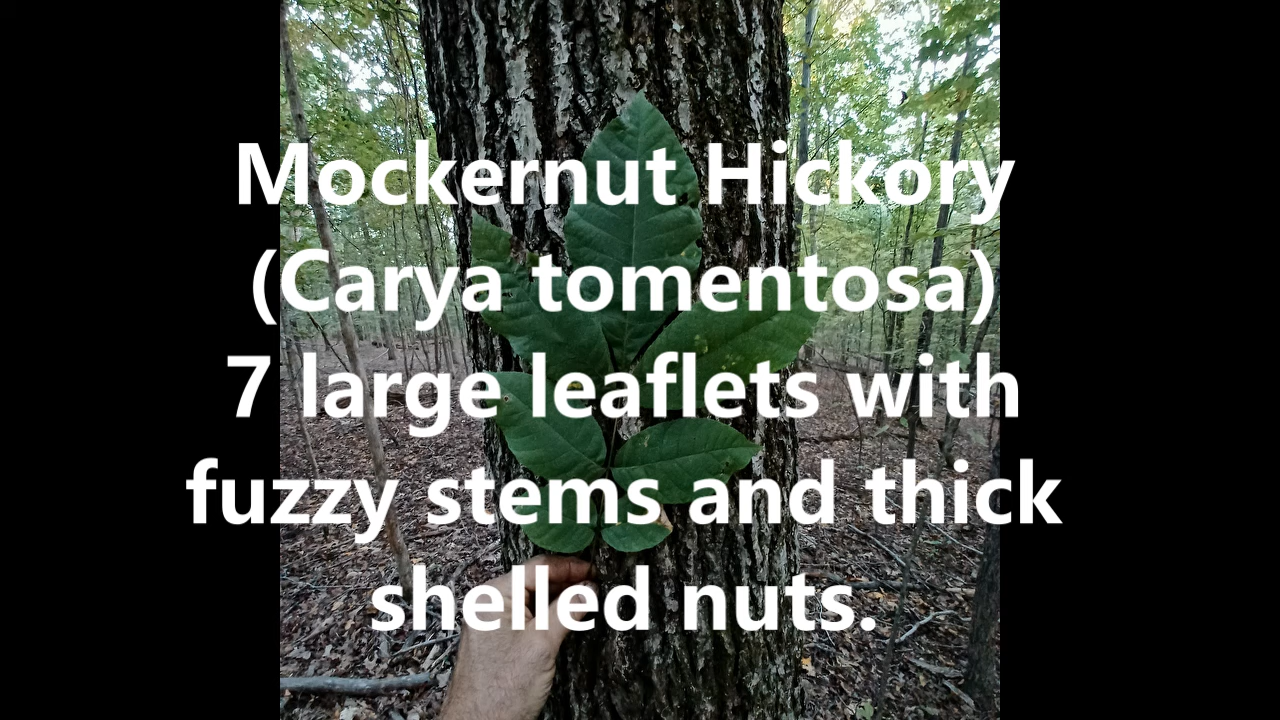 Mockernut Hickory
(Carya tomentosa)
7 large leaflets with
fuzzy stems and thick
shelled nuts.